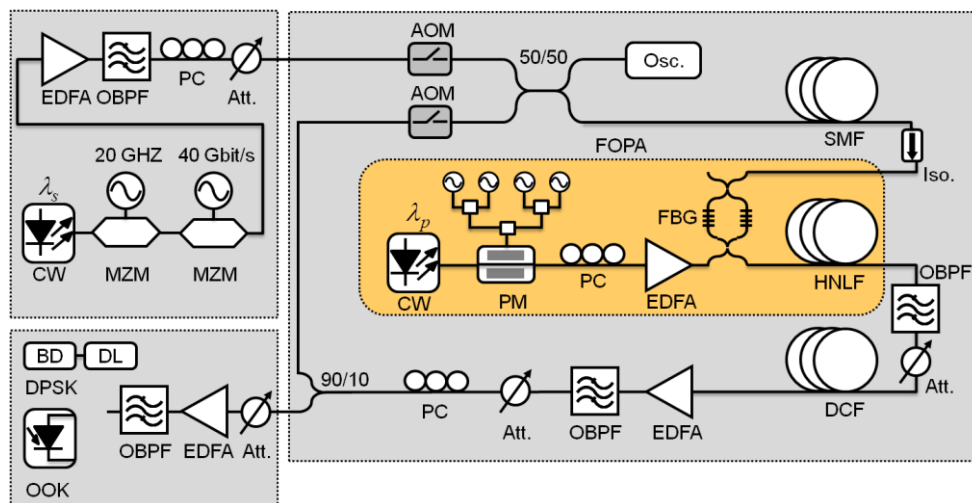 EDFA OBPF
PC
Att.
20 GHZ
40 Gbit/s
λs
CW
MZM
MZM
AOM
AOM
50/50
Osc.
SMF
FOPA
Iso.
λp
CW
PM
PC
EDFA
FBG
HNLF
OBPF
Att.
DCF
EDFA
OBPF
Att.
PC
90/10
BD
DL
DPSK
OOK
OBPF
EDFA
Att.